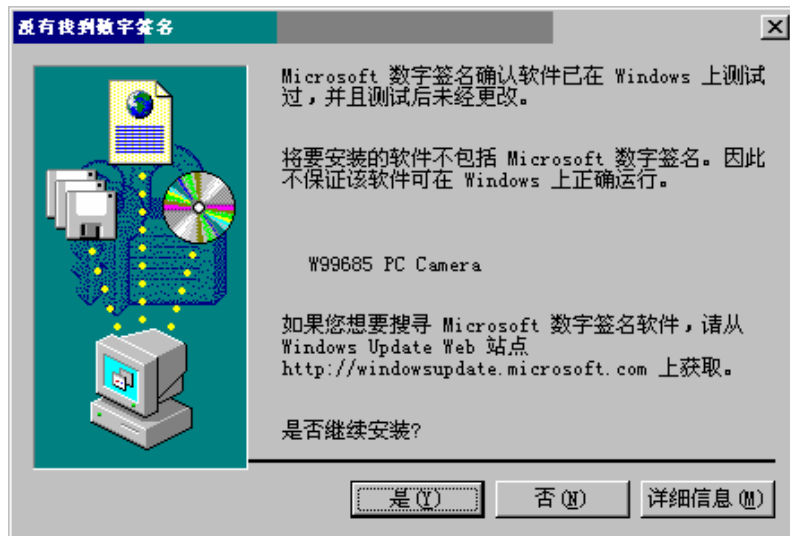 没有找到数字签名
Microsoft 数字签名确认软件已在 Windows 上测试
过，并且测试后未经更改。
将要安装的软件不包括 Microsoft 数字签名。因此
不保证该软件可在 Windows 上正确运行。
W99685 PC Camera
如果您想要搜寻 Microsoft 数字签名软件，请从
Windows Update Web 站点
http://windowsupdate.microsoft.com 上获取。
是否继续安装?
是(Y) 否(N) 详细信息(M)